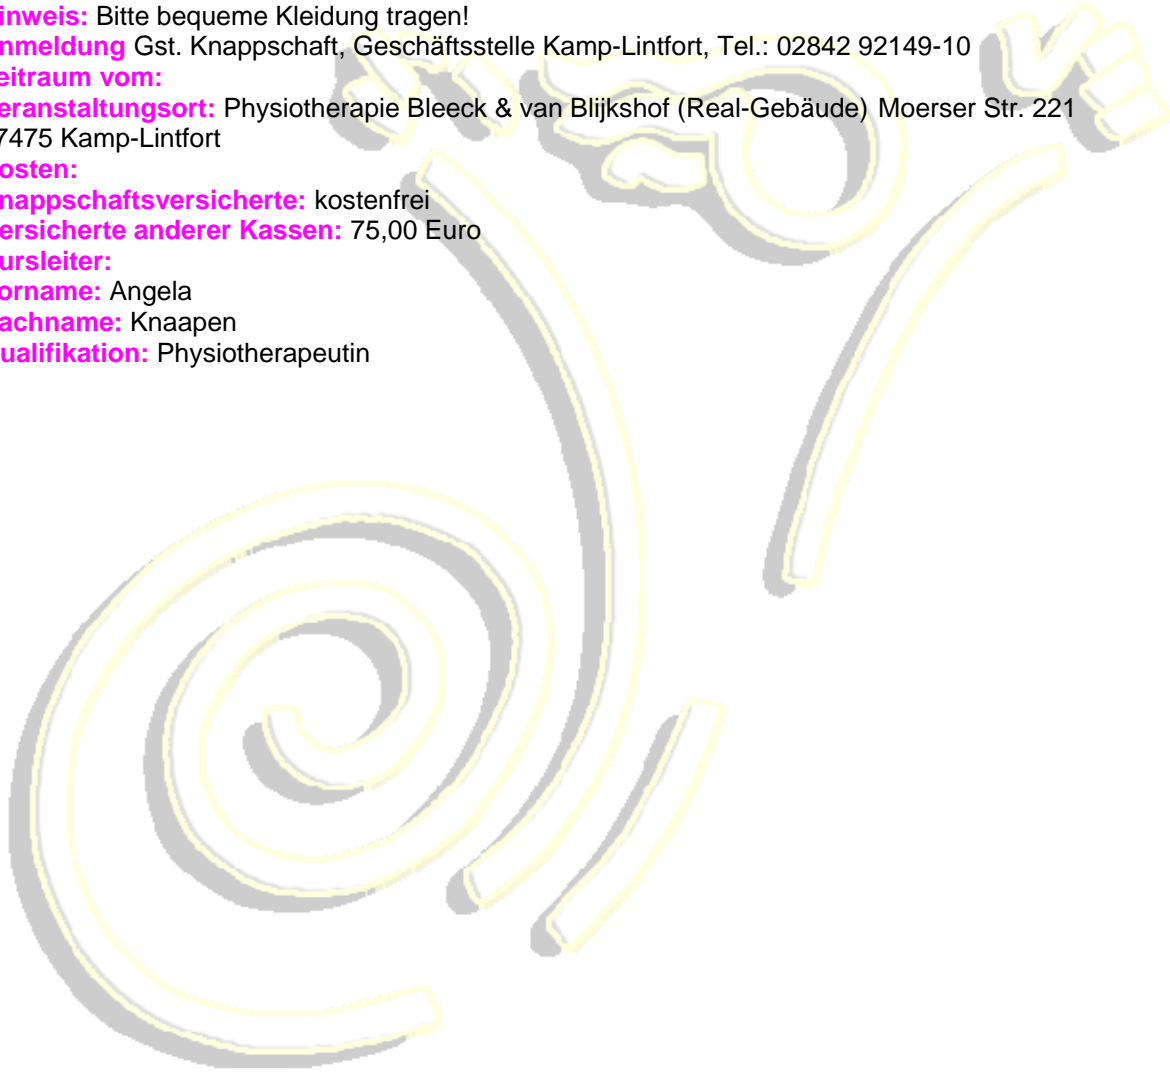 inweis: Bitte bequeme Kleidung tragen!
nmeldung Gst. Knappschaft, Geschäftsstelle Kamp-Lintfort, Tel.: 02842 92149-10
eitraum vom:
eranstaltungsort: Physiotherapie Bleeck & van Blijkshof (Real-Gebäude) Moerser Str. 221
7475 Kamp-Lintfort
osten:
nappschaftsversicherte: kostenfrei
ersicherte anderer Kassen: 75,00 Euro
ursleiter:
orname: Angela
achname: Knaapen
ualifikation: Physiotherapeutin